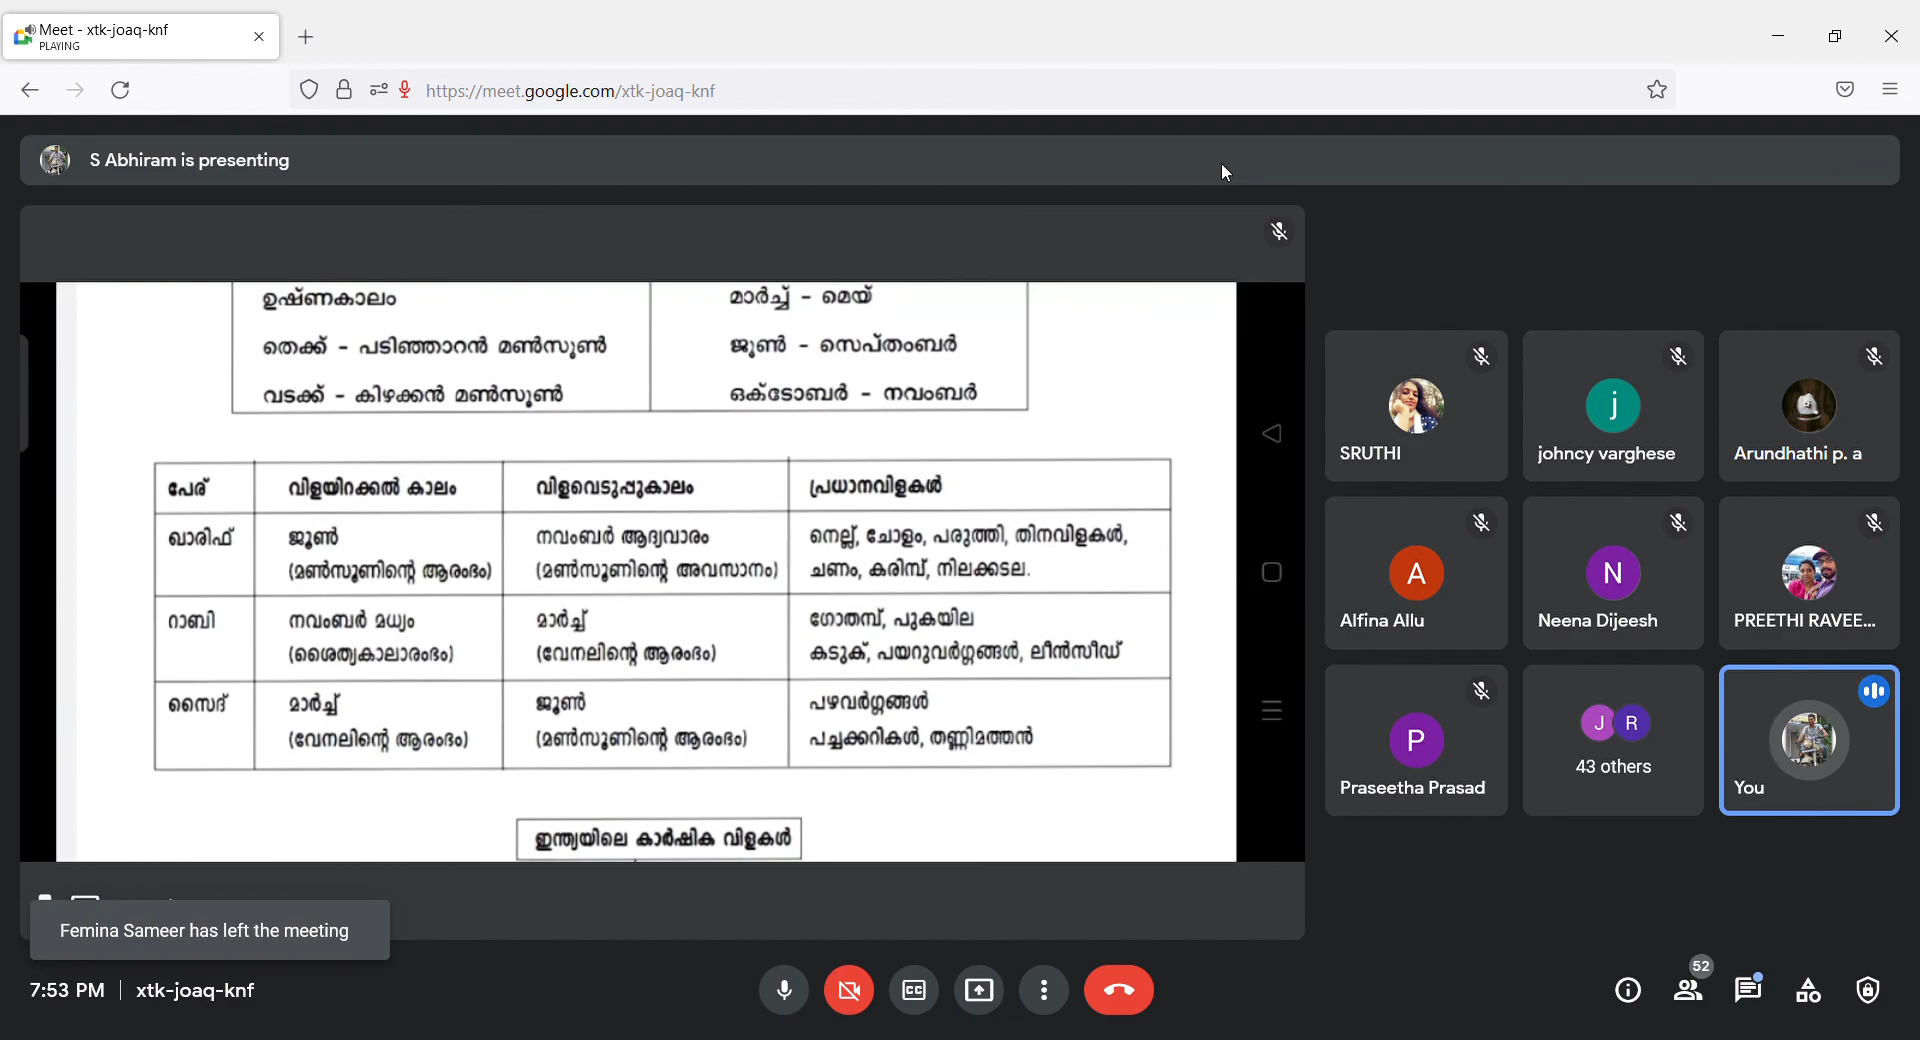 Meet - xtk-joaq-knf
PLAYING
https://meet.google.com/xtk-joaq-knf
S Abhiram is presenting
ഉഷ്ണകാലം മാർച്ച് - മെയ്
തെക്ക് - പടിഞ്ഞാറൻ മൺസൂൺ ജൂൺ - സെപ്തംബർ
വടക്ക് - കിഴക്കൻ മൺസൂൺ ഒക്ടോബർ - നവംബർ
പേര് വിളയിറക്കൽ കാലം വിളവെടുപ്പുകാലം പ്രധാനവിളകൾ
ഖാരിഫ് ജൂൺ നവംബർ ആദ്യവാരം നെല്ല്, ചോളം, പരുത്തി, തിനവിളകൾ,
(മൺസൂണിന്റെ ആരംഭം) (മൺസൂണിന്റെ അവസാനം) ചണം, കരിമ്പ്, നിലക്കടല.
റാബി നവംബർ മധ്യം മാർച്ച് ഗോതമ്പ്, പുകയില
(ശൈത്യകാലാരംഭം) (വേനലിന്റെ ആരംഭം) കടുക്, പയറുവർഗ്ഗങ്ങൾ, ലീൻസീഡ്
സൈദ് മാർച്ച് ജൂൺ പഴവർഗ്ഗങ്ങൾ
(വേനലിന്റെ ആരംഭം) (മൺസൂണിന്റെ ആരംഭം) പച്ചക്കറികൾ, തണ്ണിമത്തൻ
ഇന്ത്യയിലെ കാർഷിക വിളകൾ
SRUTHI
j
johncy varghese
Arundhathi p. a
A
Alfina Allu
N
Neena Dijeesh
PREETHI RAVEE...
P
Praseetha Prasad
J R
43 others
You
Femina Sameer has left the meeting
7:53 PM | xtk-joaq-knf
CC
52